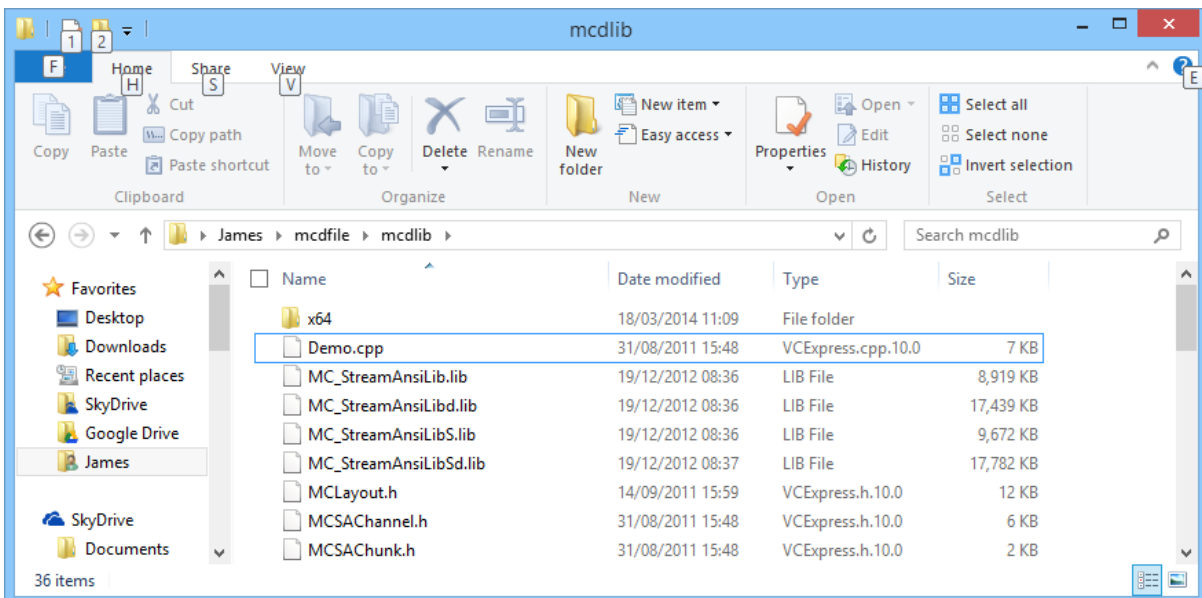 mcdlib
1 2
F Home Share View
H S V E
Cut New item Open Select all
Copy path Easy access Edit Select none
Copy Paste Paste shortcut Move to Copy to Delete Rename New folder Properties History Invert selection
Clipboard Organize New Open Select
James mcdfile mcdlib Search mcdlib
Favorites Name Date modified Type Size
Desktop x64 18/03/2014 11:09 File folder
Downloads Demo.cpp 31/08/2011 15:48 VCExpress.cpp.10.0 7 KB
Recent places MC_StreamAnsiLib.lib 19/12/2012 08:36 LIB File 8,919 KB
SkyDrive MC_StreamAnsiLibd.lib 19/12/2012 08:36 LIB File 17,439 KB
Google Drive MC_StreamAnsiLibS.lib 19/12/2012 08:36 LIB File 9,672 KB
James MC_StreamAnsiLibSd.lib 19/12/2012 08:37 LIB File 17,782 KB
MCLayout.h 14/09/2011 15:59 VCExpress.h.10.0 12 KB
SkyDrive MCSAChannel.h 31/08/2011 15:48 VCExpress.h.10.0 6 KB
Documents MCSAChunk.h 31/08/2011 15:48 VCExpress.h.10.0 2 KB
36 items